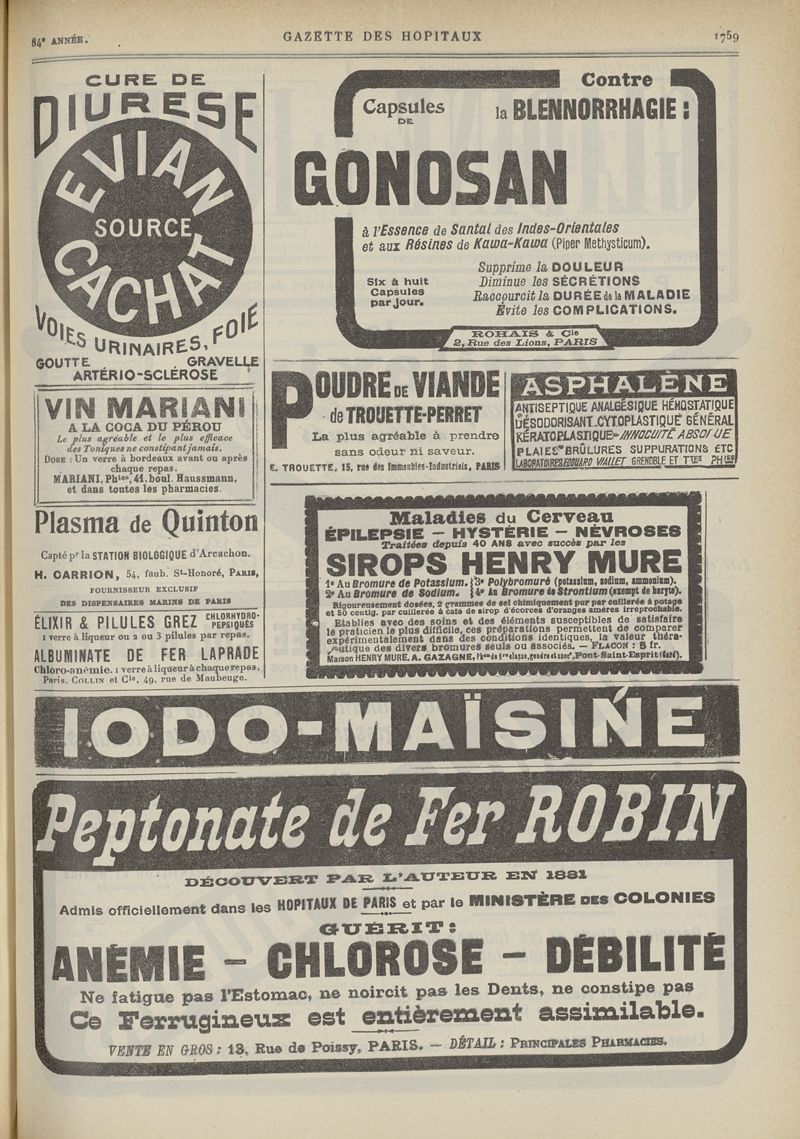 84e ANNÉE.
GAZETTE DES HOPITAUX
1759
CURE DE
DIURESE
EVIAN
SOURCE
CACHAT
VOIES URINAIRES, FOIE
GOUTTE GRAVELLE
ARTÉRIO-SCLÉROSE
VIN MARIANI
A LA COCA DU PÉROU
Le plus agréable et le plus efficace
des Toniques ne constipant jamais.
DOSE : Un verre à bordeaux avant ou après
chaque repas.
MARIANI, Phien, 41, boul. Haussmann,
et dans toutes les pharmacies.
Plasma de Quinton
Capté pr la STATION BIOLOGIQUE d'Arcachon.
H. CARRION, 54, faub. St-Honoré, PARIS,
FOURNISSEUR EXCLUSIF
DES DISPENSAIRES MARINS DE PARIS
ÉLIXIR & PILULES GREZ CHLORHYDRO-
PEPSIQUES
1 verre à liqueur ou 2 ou 3 pilules par repas.
ALBUMINATE DE FER LAPRADE
Chloro-anémie. 1 verre à liqueur à chaque repas.
Paris, COLLIN et Cie, 49, rue de Maubeuge.
Contre
Capsules
DE
la BLENNORRHAGIE :
GONOSAN
à l'Essence de Santal des Indes-Orientales
et aux Résines de Kawa-Kawa (Piper Methysticum).
Six à huit
Capsules
par Jour.
Supprime la DOULEUR
Diminue les SÉCRÉTIONS
Raccourcit la DURÉE de la MALADIE
Évite les COMPLICATIONS.
ROHAIS & Cie
2, Rue des Lions, PARIS
POUDRE DE VIANDE
de TROUETTE-PERRET
La plus agréable à prendre
sans odeur ni saveur.
E. TROUETTE, 15, rue des Immeubles-Industriels, PARIS
ASPHALÈNE
ANTISEPTIQUE ANALGÉSIQUE HÉMOSTATIQUE
DÉSODORISANT.CYTOPLASTIQUE GÉNÉRAL
KÉRATOPLASTIQUE - INNOCUITÉ ABSOLUE
PLAIES - BRÛLURES SUPPURATIONS ETC
LABORATOIRES EDOUARD VIALLET GRENOBLE ET TTES PHIES
Maladies du Cerveau
ÉPILEPSIE — HYSTÉRIE — NÉVROSES
Traitées depuis 40 ANS avec succès par les
SIROPS HENRY MURE
1o Au Bromure de Potassium. 3o Polybromuré (potassium, sodium, ammonium).
2o Au Bromure de Sodium. 4o Au Bromure de Strontium (exempt de baryte).
Rigoureusement dosées, 2 grammes de sel chimiquement pur par cuillerée à potage
et 50 centig. par cuillerée à café de sirop d'écorces d'oranges amères irréprochable.
Etablies avec des soins et des éléments susceptibles de satisfaire
le praticien le plus difficile, ces préparations permettent de comparer
expérimentalement dans des conditions identiques, la valeur théra-
peutique des divers bromures seuls ou associés. — FLACON : 5 fr.
Maison HENRY MURE, A. GAZAGNE, Phen de 1re classe, gendre et sucr, Pont-Saint-Esprit (Gard).
IODO-MAÏSINE
Peptonate de Fer ROBIN
DÉCOUVERT PAR L'AUTEUR EN 1881
Admis officiellement dans les HOPITAUX DE PARIS et par le MINISTÈRE DES COLONIES
GUÉRIT :
ANÉMIE - CHLOROSE - DÉBILITÉ
Ne fatigue pas l'Estomac, ne noircit pas les Dents, ne constipe pas
Ce Ferrugineux est entièrement assimilable.
VENTE EN GROS : 13, Rue de Poissy, PARIS. — DÉTAIL : PRINCIPALES PHARMACIES.